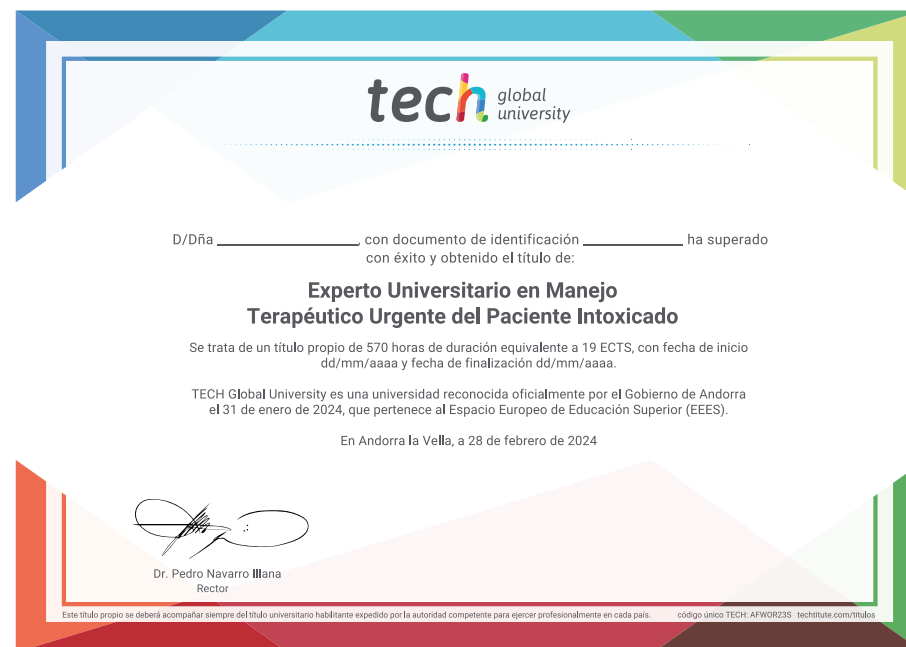 tech global university
D/Dña ____________________, con documento de identificación ______________ ha superado
con éxito y obtenido el título de:
Experto Universitario en Manejo
Terapéutico Urgente del Paciente Intoxicado
Se trata de un título propio de 570 horas de duración equivalente a 19 ECTS, con fecha de inicio
dd/mm/aaaa y fecha de finalización dd/mm/aaaa.
TECH Global University es una universidad reconocida oficialmente por el Gobierno de Andorra
el 31 de enero de 2024, que pertenece al Espacio Europeo de Educación Superior (EEES).
En Andorra la Vella, a 28 de febrero de 2024
Dr. Pedro Navarro Illana
Rector
Este título propio se deberá acompañar siempre del título universitario habilitante expedido por la autoridad competente para ejercer profesionalmente en cada país. código único TECH: AFWOR23S techtitute.com/titulos